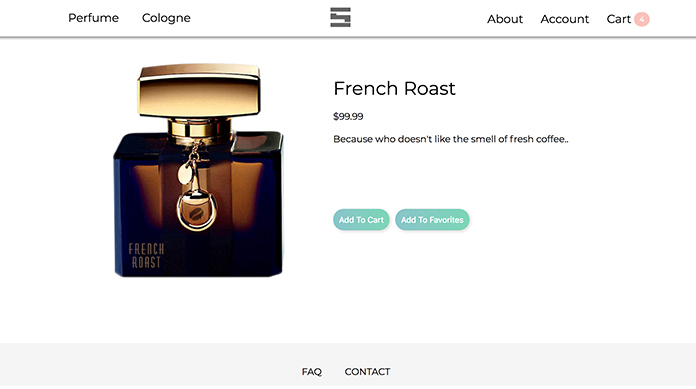 Perfume Cologne About Account Cart 4
French Roast
$99.99
Because who doesn't like the smell of fresh coffee..
Add To Cart Add To Favorites
FRENCH
ROAST
FAQ CONTACT